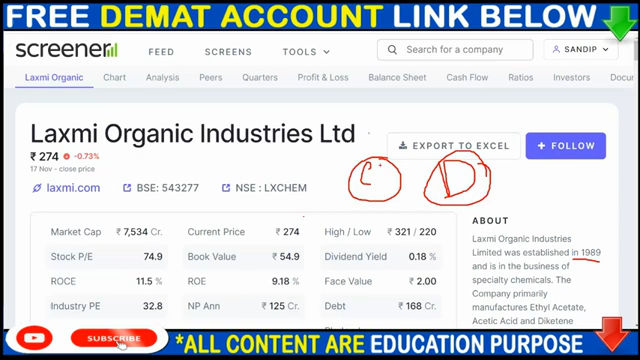 FREE DEMAT ACCOUNT LINK BELOW
screener
FEED
SCREENS
TOOLS
Search for a company
SANDIP
Laxmi Organic
Chart
Analysis
Peers
Quarters
Profit & Loss
Balance Sheet
Cash Flow
Ratios
Investors
Docum
Laxmi Organic Industries Ltd
₹ 274 -0.73%
17 Nov - close price
EXPORT TO EXCEL
+ FOLLOW
C D
laxmi.com
BSE: 543277
NSE : LXCHEM
Market Cap ₹ 7,534 Cr.
Current Price ₹ 274
High / Low ₹ 321 / 220
Stock P/E 74.9
Book Value ₹ 54.9
Dividend Yield 0.18 %
ROCE 11.5 %
ROE 9.18 %
Face Value ₹ 2.00
Industry PE 32.8
NP Ann ₹ 125 Cr.
Debt ₹ 168 Cr.
ABOUT
Laxmi Organic Industries
Limited was established in 1989
and is in the business of
specialty chemicals. The
Company primarily
manufactures Ethyl Acetate,
Acetic Acid and Diketene
SUBSCRIBE
*ALL CONTENT ARE EDUCATION PURPOSE